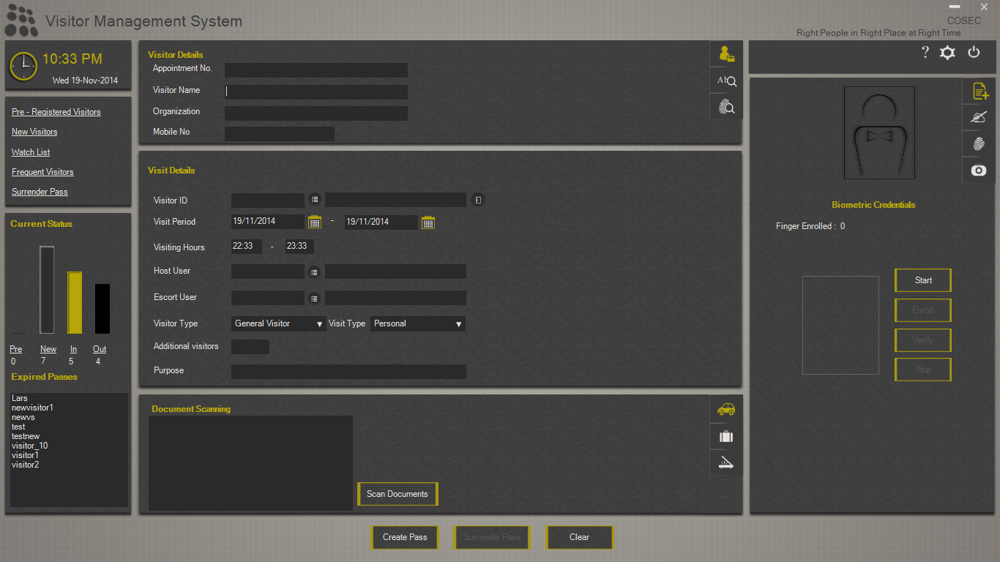 Visitor Management System
COSEC
Right People in Right Place at Right Time
10:33 PM
Wed 19-Nov-2014
Pre - Registered Visitors
New Visitors
Watch List
Frequent Visitors
Surrender Pass
Current Status
Pre New In Out
0 7 5 4
Expired Passes
Lars
newvisitor1
newvs
test
testnew
visitor_10
visitor1
visitor2
Visitor Details
Appointment No.
Visitor Name
Organization
Mobile No
Ab
Visit Details
Visitor ID
Visit Period 19/11/2014 - 19/11/2014
Visiting Hours 22:33 - 23:33
Host User
Escort User
Visitor Type General Visitor Visit Type Personal
Additional visitors
Purpose
Document Scanning
Scan Documents
?
Biometric Credentials
Finger Enrolled : 0
Start
Enroll
Verify
Stop
Create Pass Surrender Pass Clear